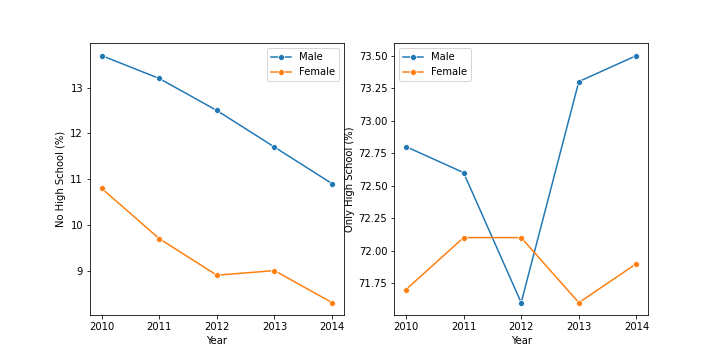 No High School (%)
13
12
11
10
9
Male
Female
2010 2011 2012 2013 2014
Year
Only High School (%)
73.50
73.25
73.00
72.75
72.50
72.25
72.00
71.75
Male
Female
2010 2011 2012 2013 2014
Year